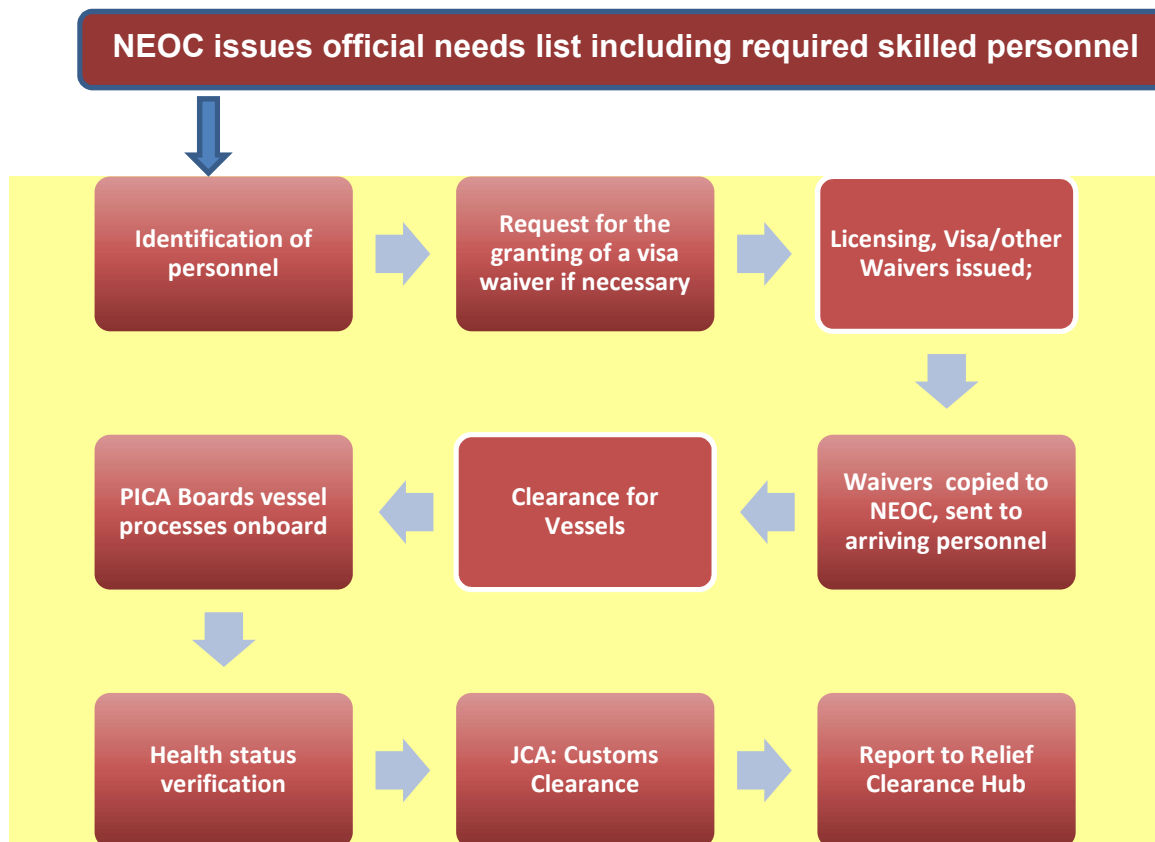 NEOC issues official needs list including required skilled personnel
Identification of
personnel
Request for the
granting of a visa
waiver if necessary
Licensing, Visa/other
Waivers issued;
Waivers  copied to
NEOC, sent to
arriving personnel
Clearance for
Vessels
PICA Boards vessel
processes onboard
Health status
verification
JCA: Customs
Clearance
Report to Relief
Clearance Hub